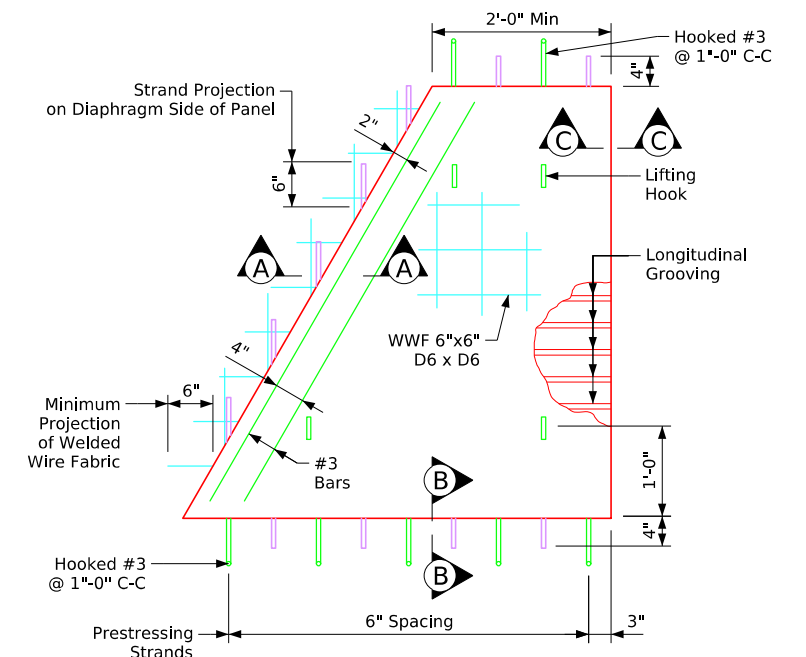 2'-0" Min
Hooked #3
@ 1"-0" C-C
4"
Strand Projection
on Diaphragm Side of Panel
2"
C
C
6"
Lifting
Hook
A
A
Longitudinal
Grooving
WWF 6"x6"
D6 x D6
4"
6"
Minimum
Projection
of Welded
Wire Fabric
#3
Bars
1'-0"
B
4"
Hooked #3
@ 1"-0" C-C
B
6" Spacing
3"
Prestressing
Strands